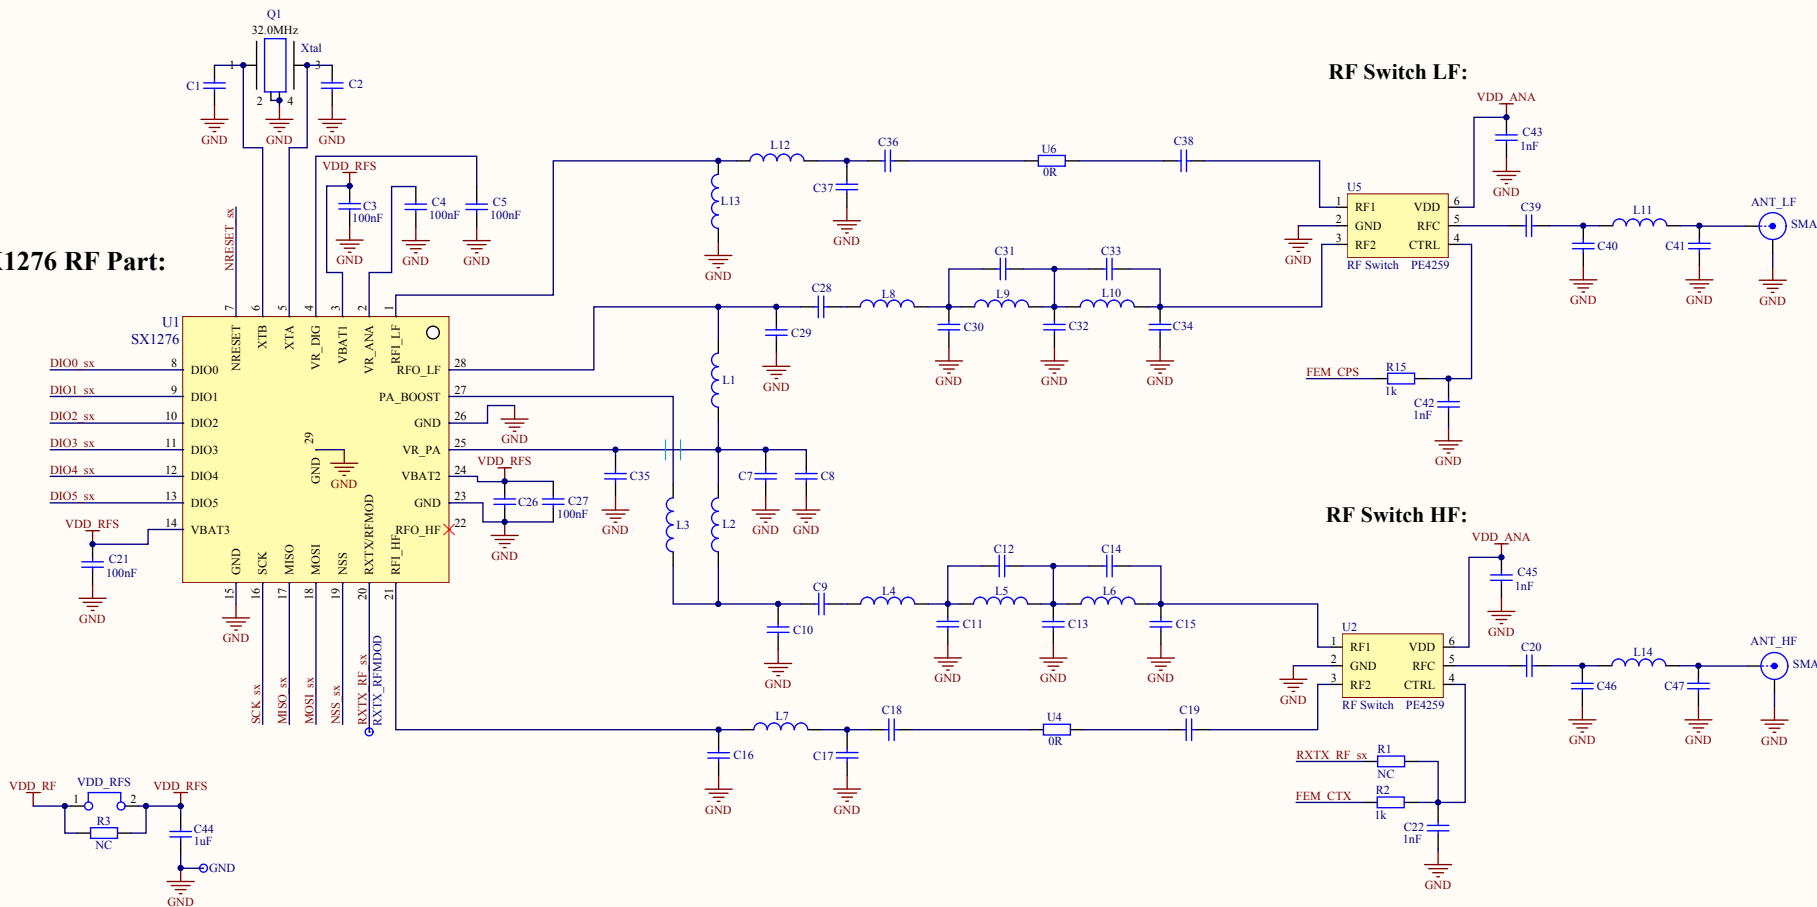 Q1
32.0MHz
Xtal
1
3
C1
C2
2
4
GND
GND
GND
RF Switch LF:
VDD_ANA
C43
1nF
GND
L12
C36
U6
0R
C38
C37
L13
GND
GND
VDD_RFS
C3
100nF
C4
100nF
C5
100nF
GND
GND
GND
U5
1 RF1 VDD 6
2 GND RFC 5
3 RF2 CTRL 4
RF Switch PE4259
GND
C39
L11
ANT_LF
SMA
C40
C41
GND
GND
GND
X1276 RF Part:
NRESET_sx
C31
C33
C28
L8
L9
L10
C29
C30
C32
C34
GND
GND
GND
GND
L1
FEM_CPS
R15
1k
C42
1nF
GND
U1
SX1276
7 6 5 4 3 2 1
NRESET
XTB
XTA
VR_DIG
VBAT1
VR_ANA
RFI_LF
DIO0_sx 8 DIO0
DIO1_sx 9 DIO1
DIO2_sx 10 DIO2
DIO3_sx 11 DIO3
DIO4_sx 12 DIO4
DIO5_sx 13 DIO5
VDD_RFS
14 VBAT3
C21
100nF
GND
29
GND
GND
RFO_LF 28
PA_BOOST 27
GND 26
VR_PA 25
VBAT2 24
GND 23
RFO_HF 22
GND
VDD_RFS
C26
C27
100nF
GND
C35
GND
C7
C8
GND
GND
L3
L2
GND
SCK
MISO
MOSI
NSS
RXTX/RFMOD
RFI_HF
15 16 17 18 19 20 21
GND
SCK_sx
MISO_sx
MOSI_sx
NSS_sx
RXTX_RF_sx
RXTX_RFMDOD
RF Switch HF:
VDD_ANA
C45
1nF
GND
C12
C14
C9
L4
L5
L6
C10
C11
C13
C15
GND
GND
GND
GND
U2
1 RF1 VDD 6
2 GND RFC 5
3 RF2 CTRL 4
RF Switch PE4259
GND
C20
L14
ANT_HF
SMA
C46
C47
GND
GND
GND
L7
C18
U4
0R
C19
C16
C17
GND
GND
RXTX_RF_sx
R1
NC
FEM_CTX
R2
1k
C22
1nF
GND
VDD_RF
VDD_RFS
VDD_RFS
1
2
R3
NC
C44
1uF
GND
GND